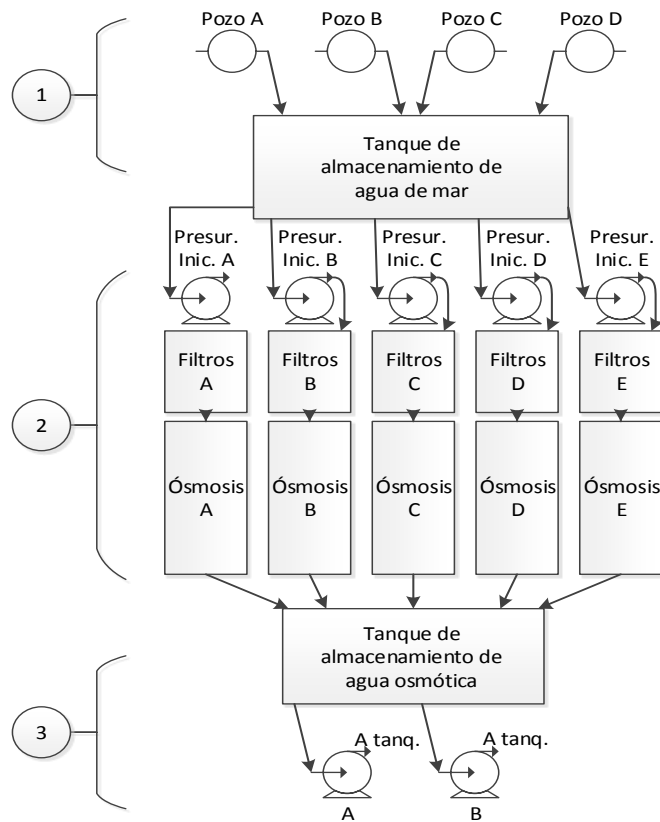 Pozo A
Pozo B
Pozo C
Pozo D
1
Tanque de
almacenamiento de
agua de mar
Presur.
Inic. A
Presur.
Inic. B
Presur.
Inic. C
Presur.
Inic. D
Presur.
Inic. E
2
Filtros
A
Filtros
B
Filtros
C
Filtros
D
Filtros
E
Ósmosis
A
Ósmosis
B
Ósmosis
C
Ósmosis
D
Ósmosis
E
Tanque de
almacenamiento de
agua osmótica
3
A tanq.
A
A tanq.
B